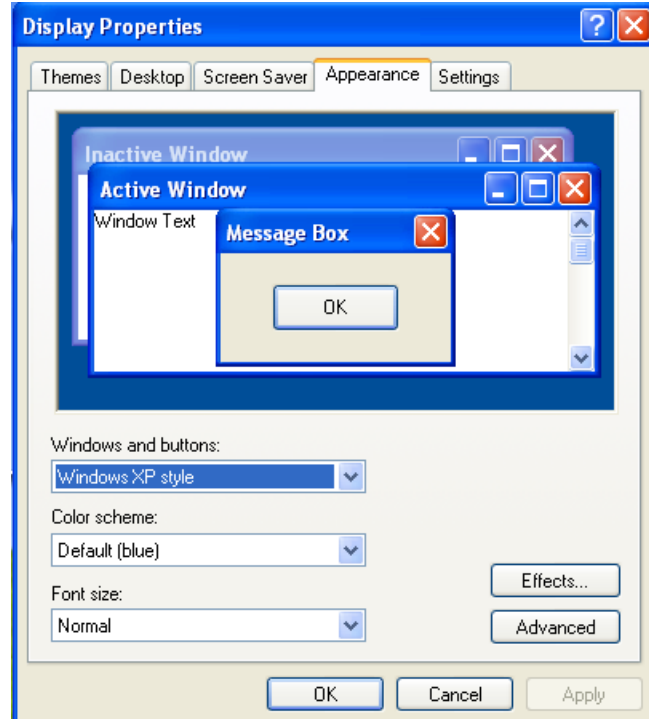 Display Properties
Themes Desktop Screen Saver Appearance Settings
Inactive Window
Active Window
Window Text
Message Box
OK
Windows and buttons:
Windows XP style
Color scheme:
Default (blue)
Effects...
Font size:
Normal
Advanced
OK Cancel Apply